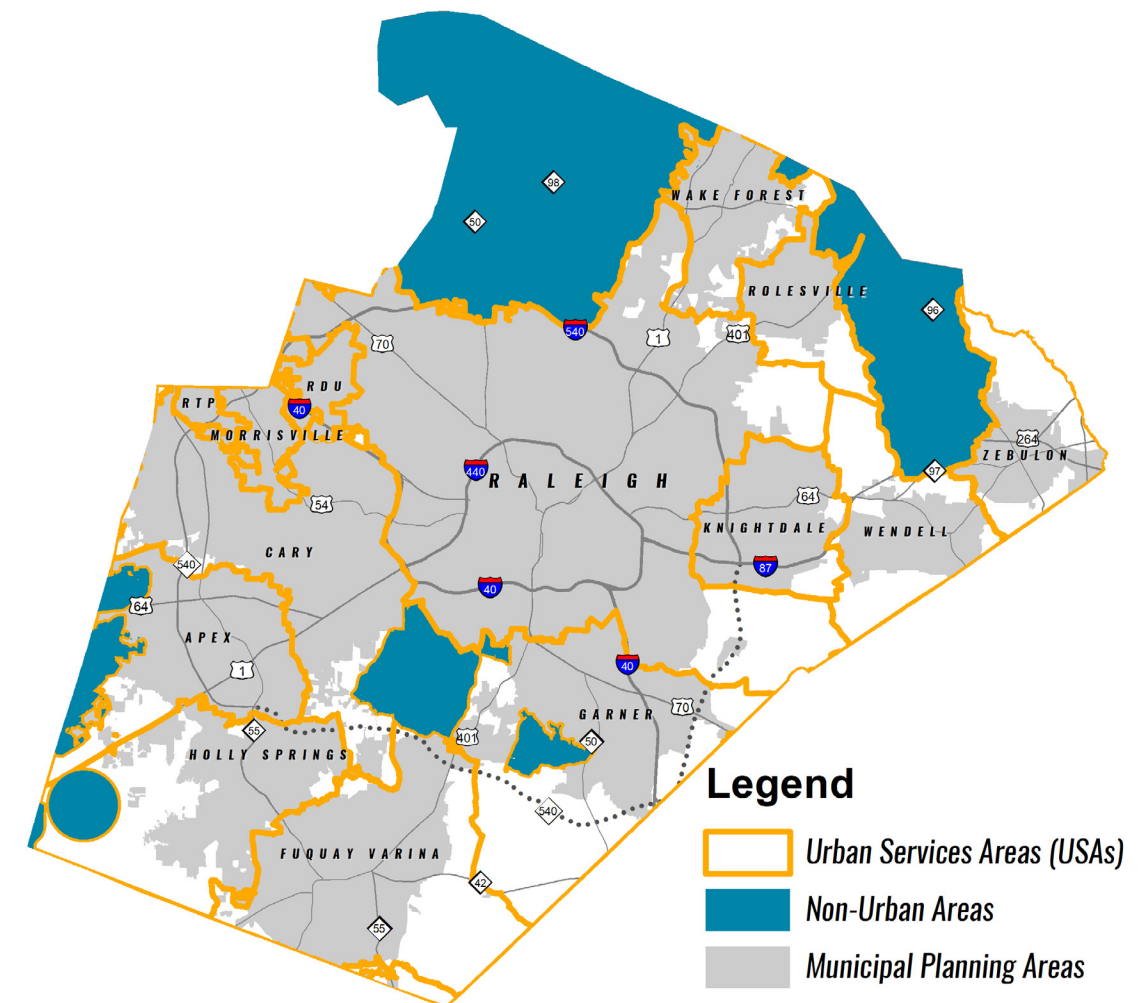 98
50
WAKE FOREST
ROLESVILLE
96
540
1
401
70
RDU
40
RTP
MORRISVILLE
264
ZEBULON
97
440
RALEIGH
64
54
KNIGHTDALE
WENDELL
CARY
540
87
40
64
APEX
1
40
70
GARNER
55
401
50
HOLLY SPRINGS
540
FUQUAY VARINA
42
55
Legend
Urban Services Areas (USAs)
Non-Urban Areas
Municipal Planning Areas